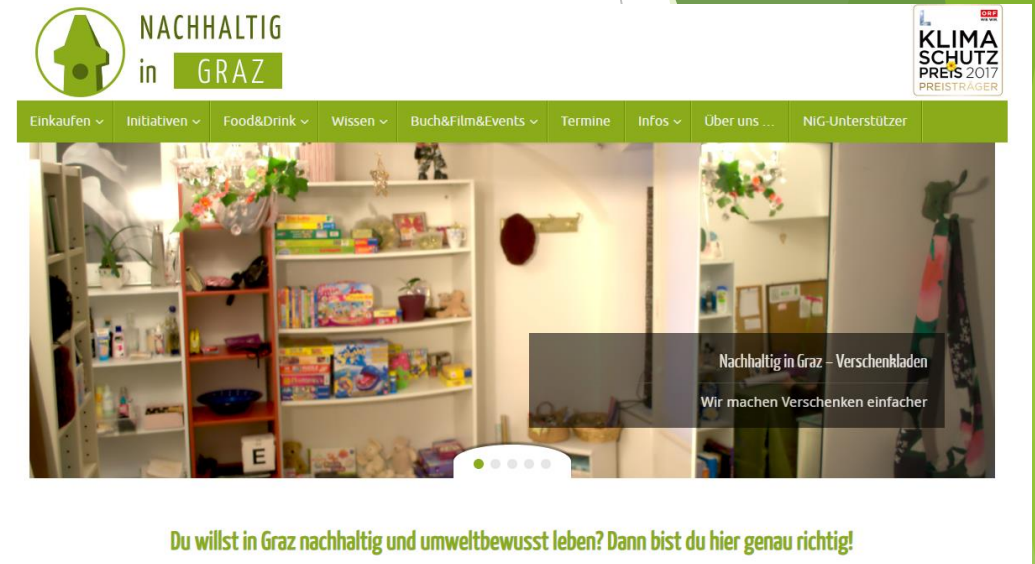 NACHHALTIG
in GRAZ
ORF
KLIMA
SCHUTZ
PREIS 2017
PREISTRÄGER
Einkaufen Initiativen Food&Drink Wissen Buch&Film&Events Termine Infos Über uns … NiG-Unterstützer
E
Nachhaltig in Graz – Verschenkladen
Wir machen Verschenken einfacher
Du willst in Graz nachhaltig und umweltbewusst leben? Dann bist du hier genau richtig!